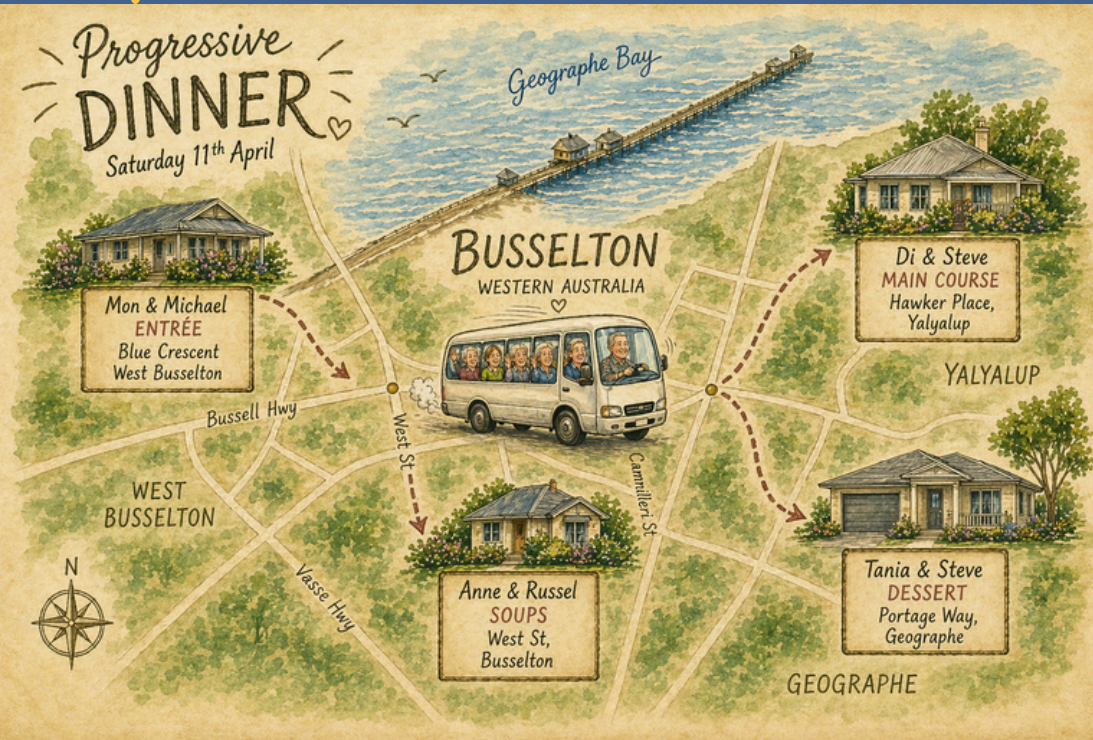 Progressive
DINNER
Saturday 11th April
Geographe Bay
BUSSELTON
WESTERN AUSTRALIA
Mon & Michael
ENTRÉE
Blue Crescent
West Busselton
Di & Steve
MAIN COURSE
Hawker Place,
Yalyalup
YALYALUP
Bussell Hwy
West St
Camrilleri St
WEST
BUSSELTON
Vasse Hwy
N
Anne & Russel
SOUPS
West St,
Busselton
Tania & Steve
DESSERT
Portage Way,
Geographe
GEOGRAPHE